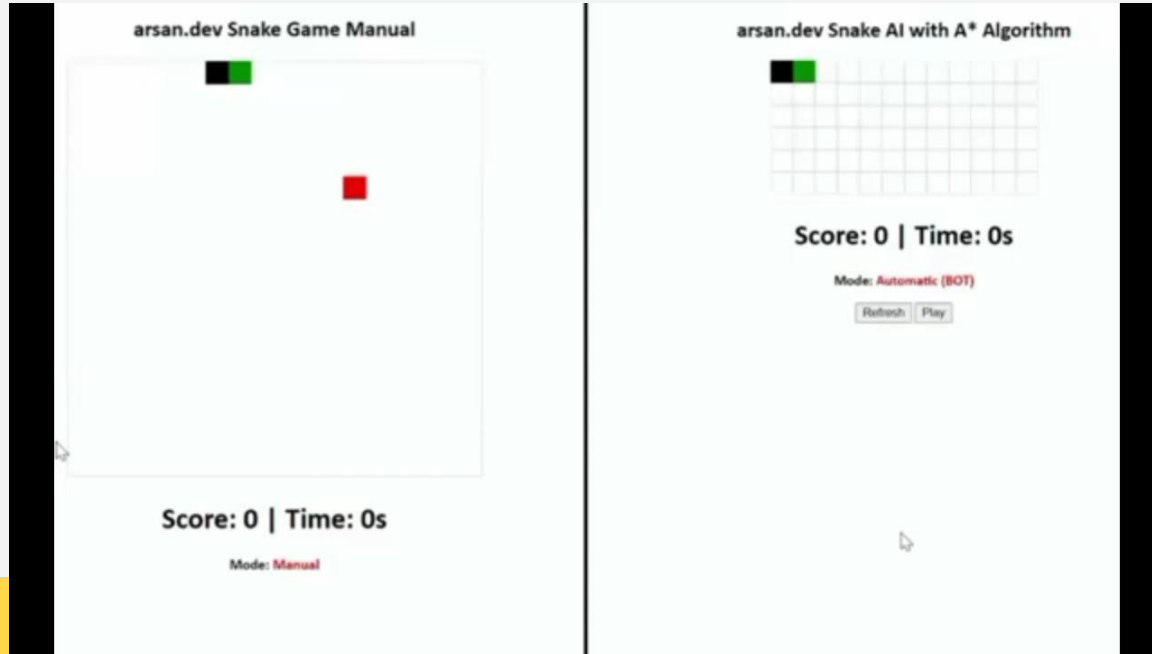 arsan.dev Snake Game Manual
Score: 0 | Time: 0s
Mode: Manual
arsan.dev Snake AI with A* Algorithm
Score: 0 | Time: 0s
Mode: Automatic (BOT)
Refresh Play